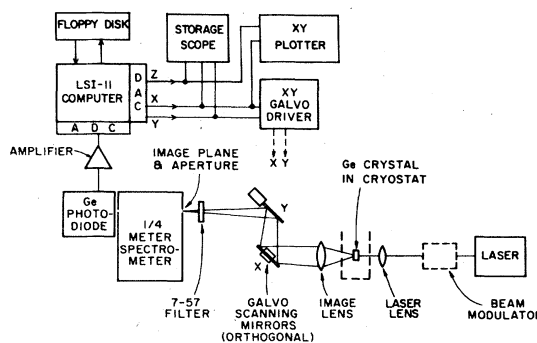 FLOPPY DISK
STORAGE
SCOPE
XY
PLOTTER
LSI-11
COMPUTER
D
A
C
Z
X
Y
XY
GALVO
DRIVER
A D C
X Y
AMPLIFIER
IMAGE PLANE
& APERTURE
Ge CRYSTAL
IN CRYOSTAT
Ge
PHOTO-
DIODE
1/4
METER
SPECTRO-
METER
Y
X
LASER
7-57
FILTER
GALVO
SCANNING
MIRRORS
(ORTHOGONAL)
IMAGE
LENS
LASER
LENS
BEAM
MODULATOR